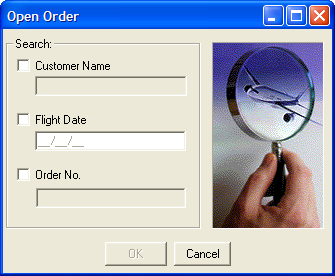 Open Order
Search:
Customer Name
Flight Date
__/__/__
Order No.
OK
Cancel